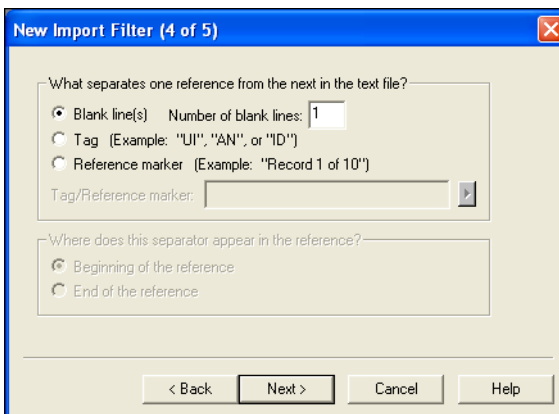 New Import Filter (4 of 5)
What separates one reference from the next in the text file?
Blank line(s) Number of blank lines: 1
Tag (Example: "UI", "AN", or "ID")
Reference marker (Example: "Record 1 of 10")
Tag/Reference marker:
Where does this separator appear in the reference?
Beginning of the reference
End of the reference
< Back Next > Cancel Help